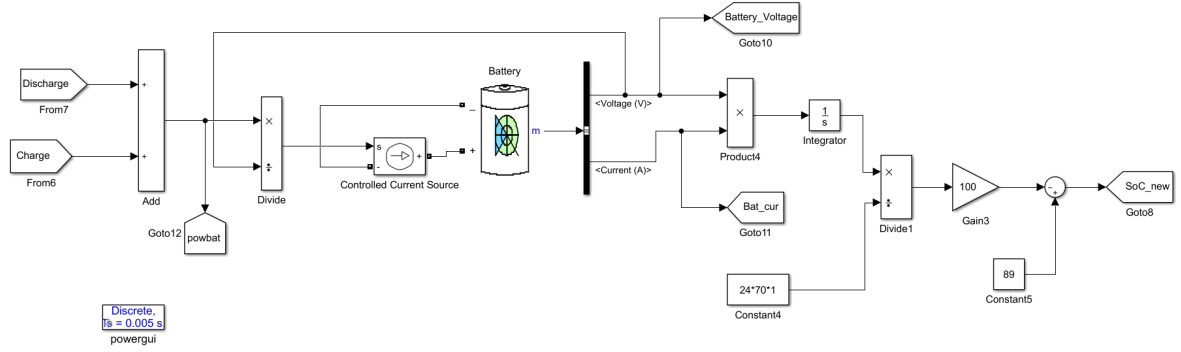 Battery_Voltage
Goto10
Discharge
From7
Charge
From6
+
+
Add
Goto12
powbat
×
÷
Divide
s
-
+
Controlled Current Source
Battery
_
+
m
<Voltage (V)>
<Current (A)>
×
Product4
Bat_cur
Goto11
1
s
Integrator
24*70*1
Constant4
×
÷
Divide1
100
Gain3
89
Constant5
−
+
SoC_new
Goto8
Discrete,
Ts = 0.005 s.
powergui